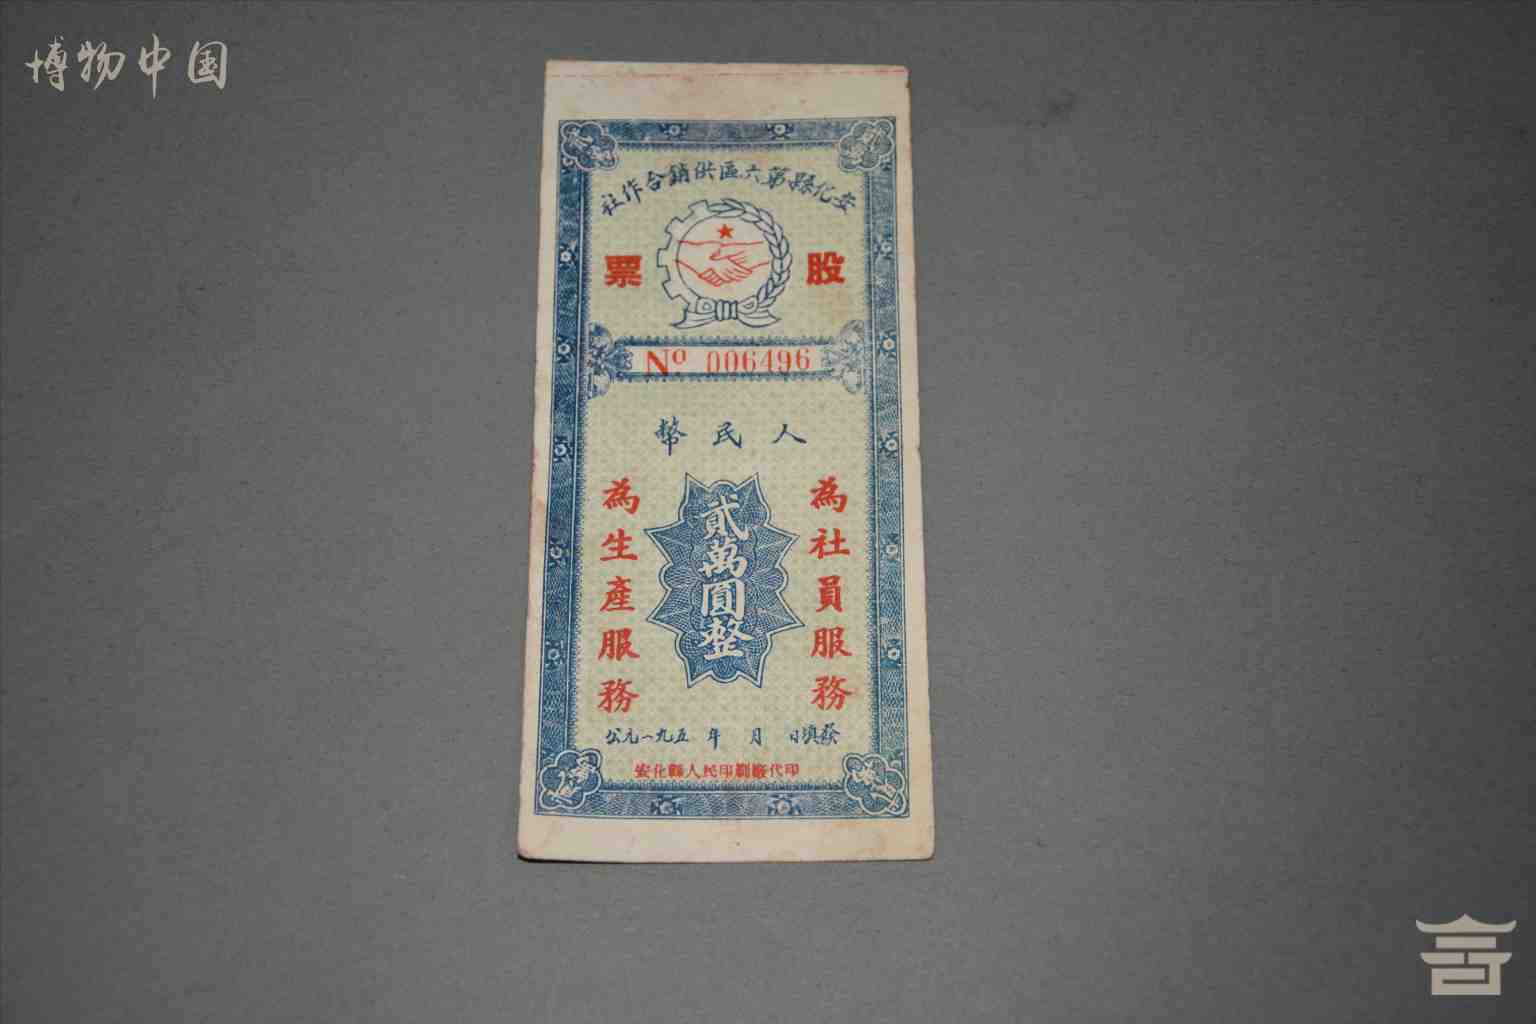 博物中国
安化縣第六區供銷合作社
股票
No 006496
人民幣
為社員服務
貳萬圓整
為生產服務
公元一九五 年 月 日填發
安化縣人民印刷廠代印